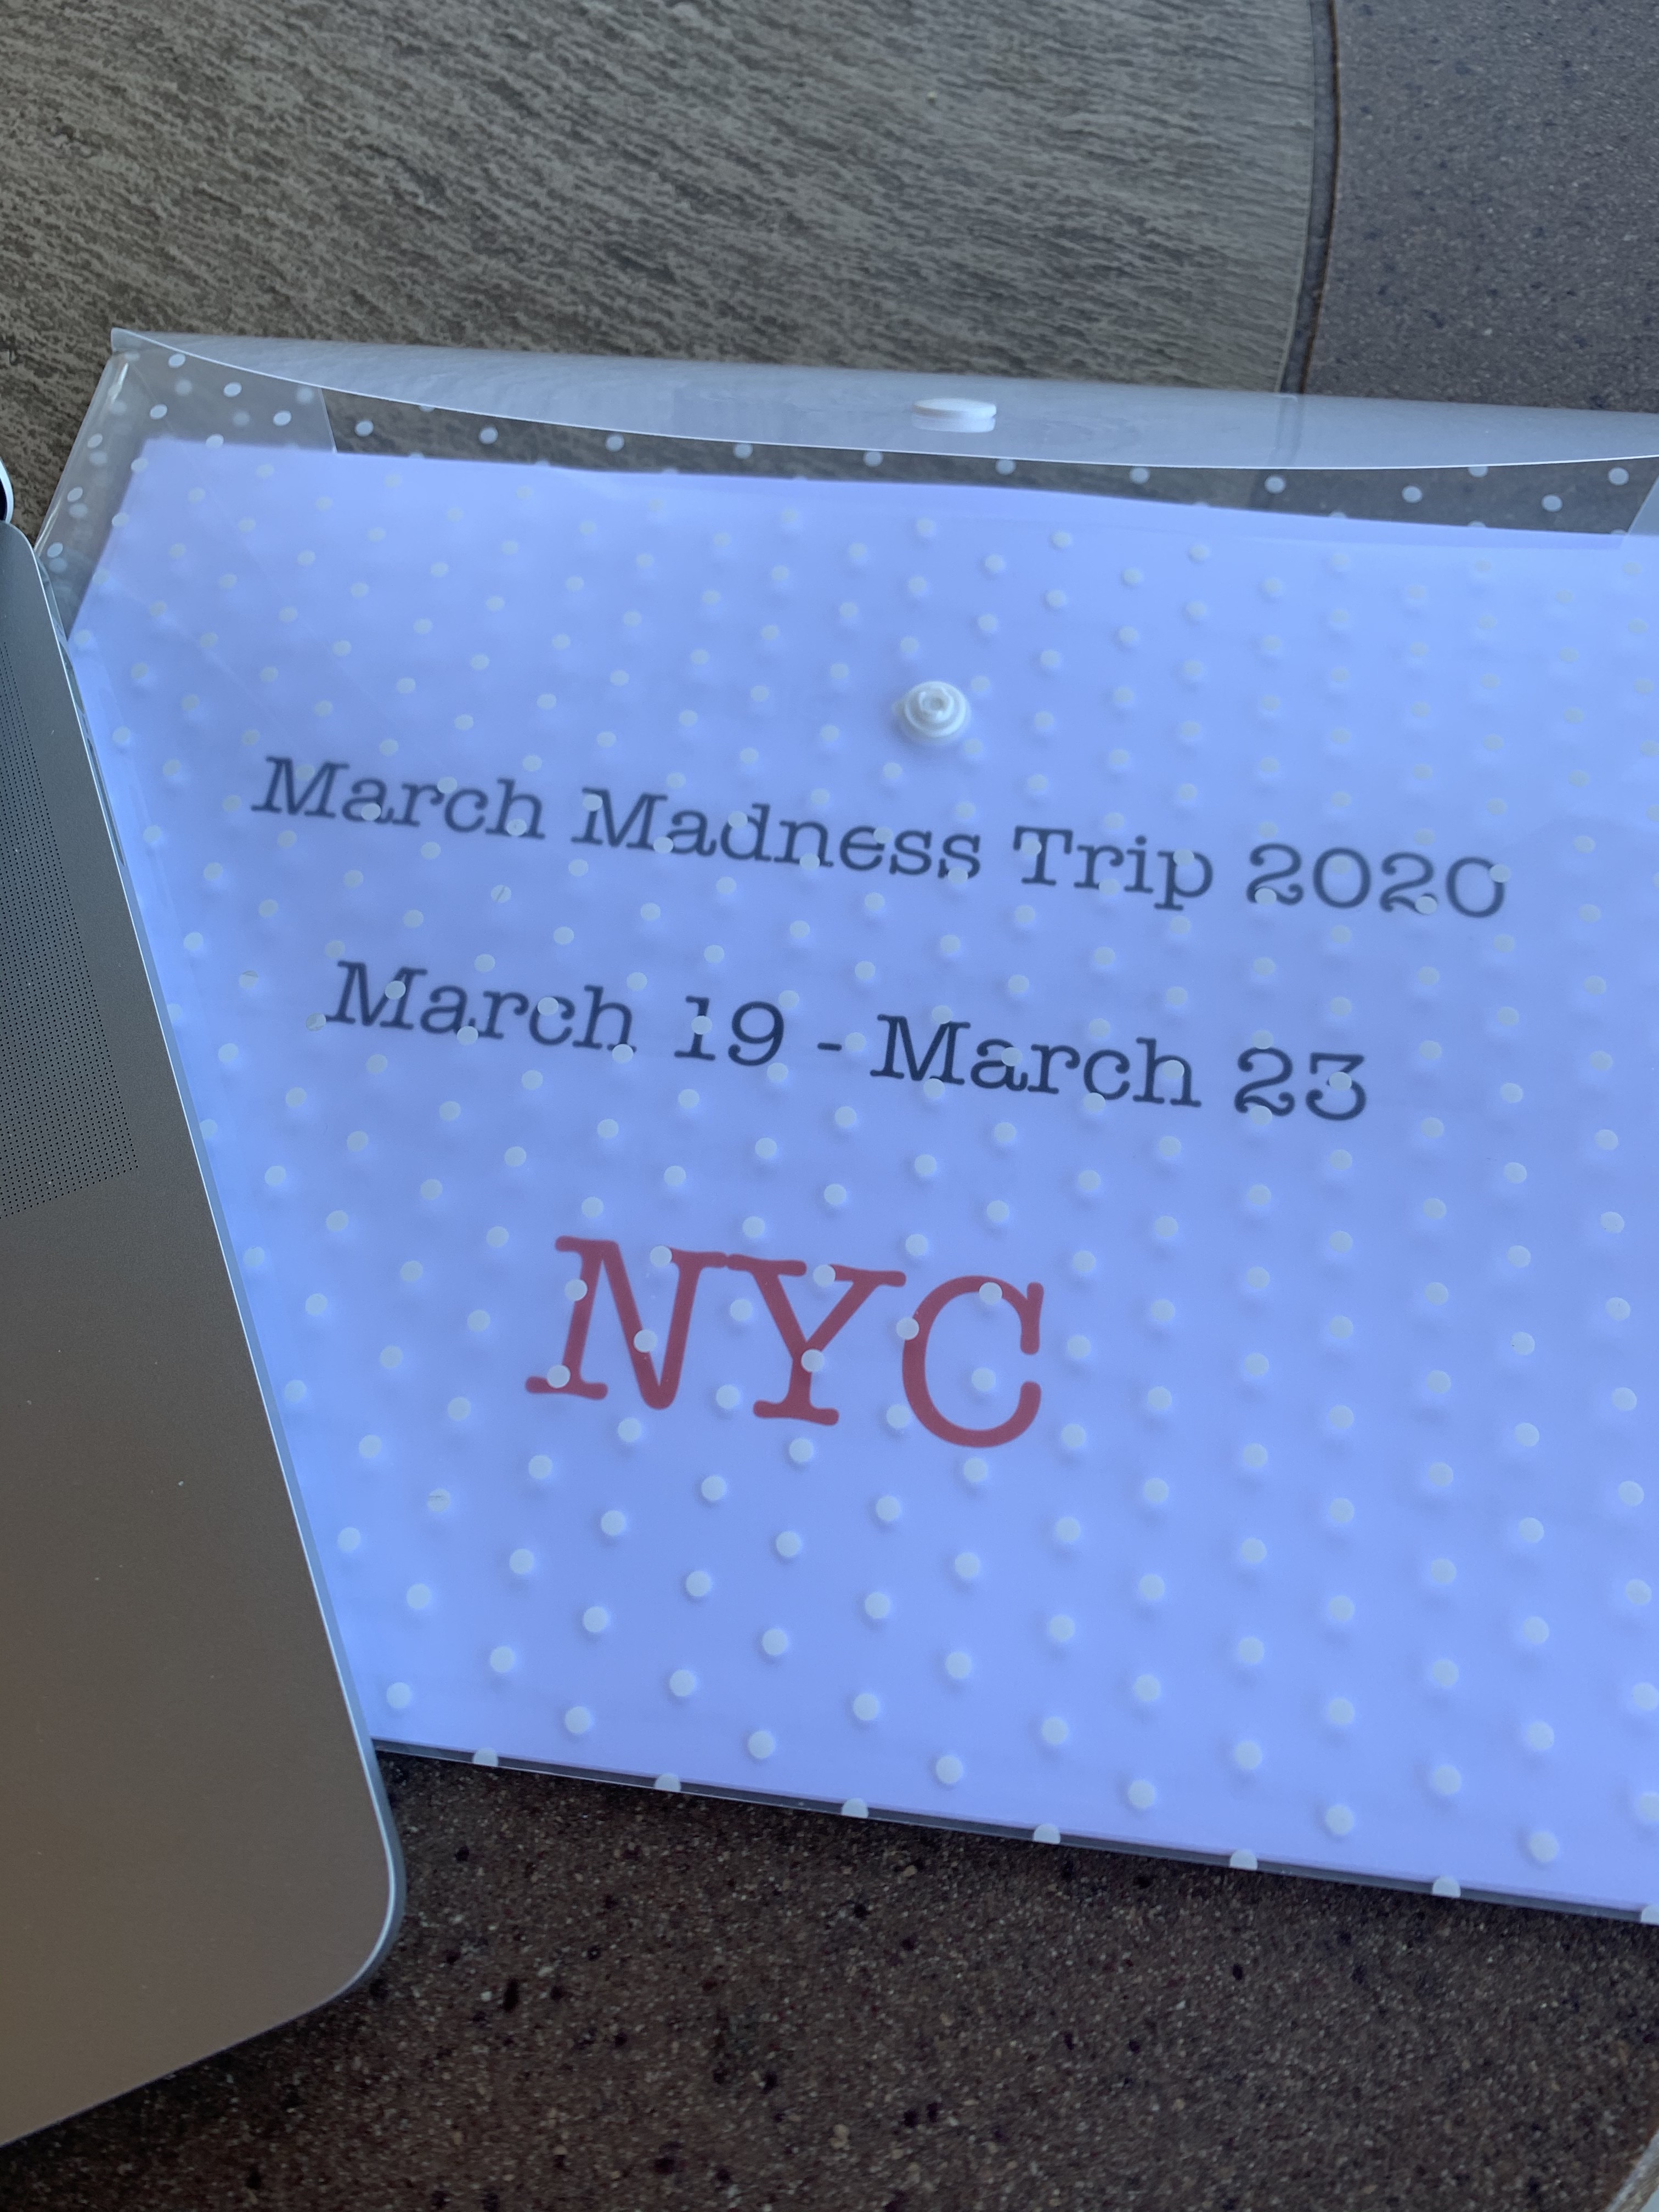 March Madness Trip 2020
March 19 - March 23
NYC